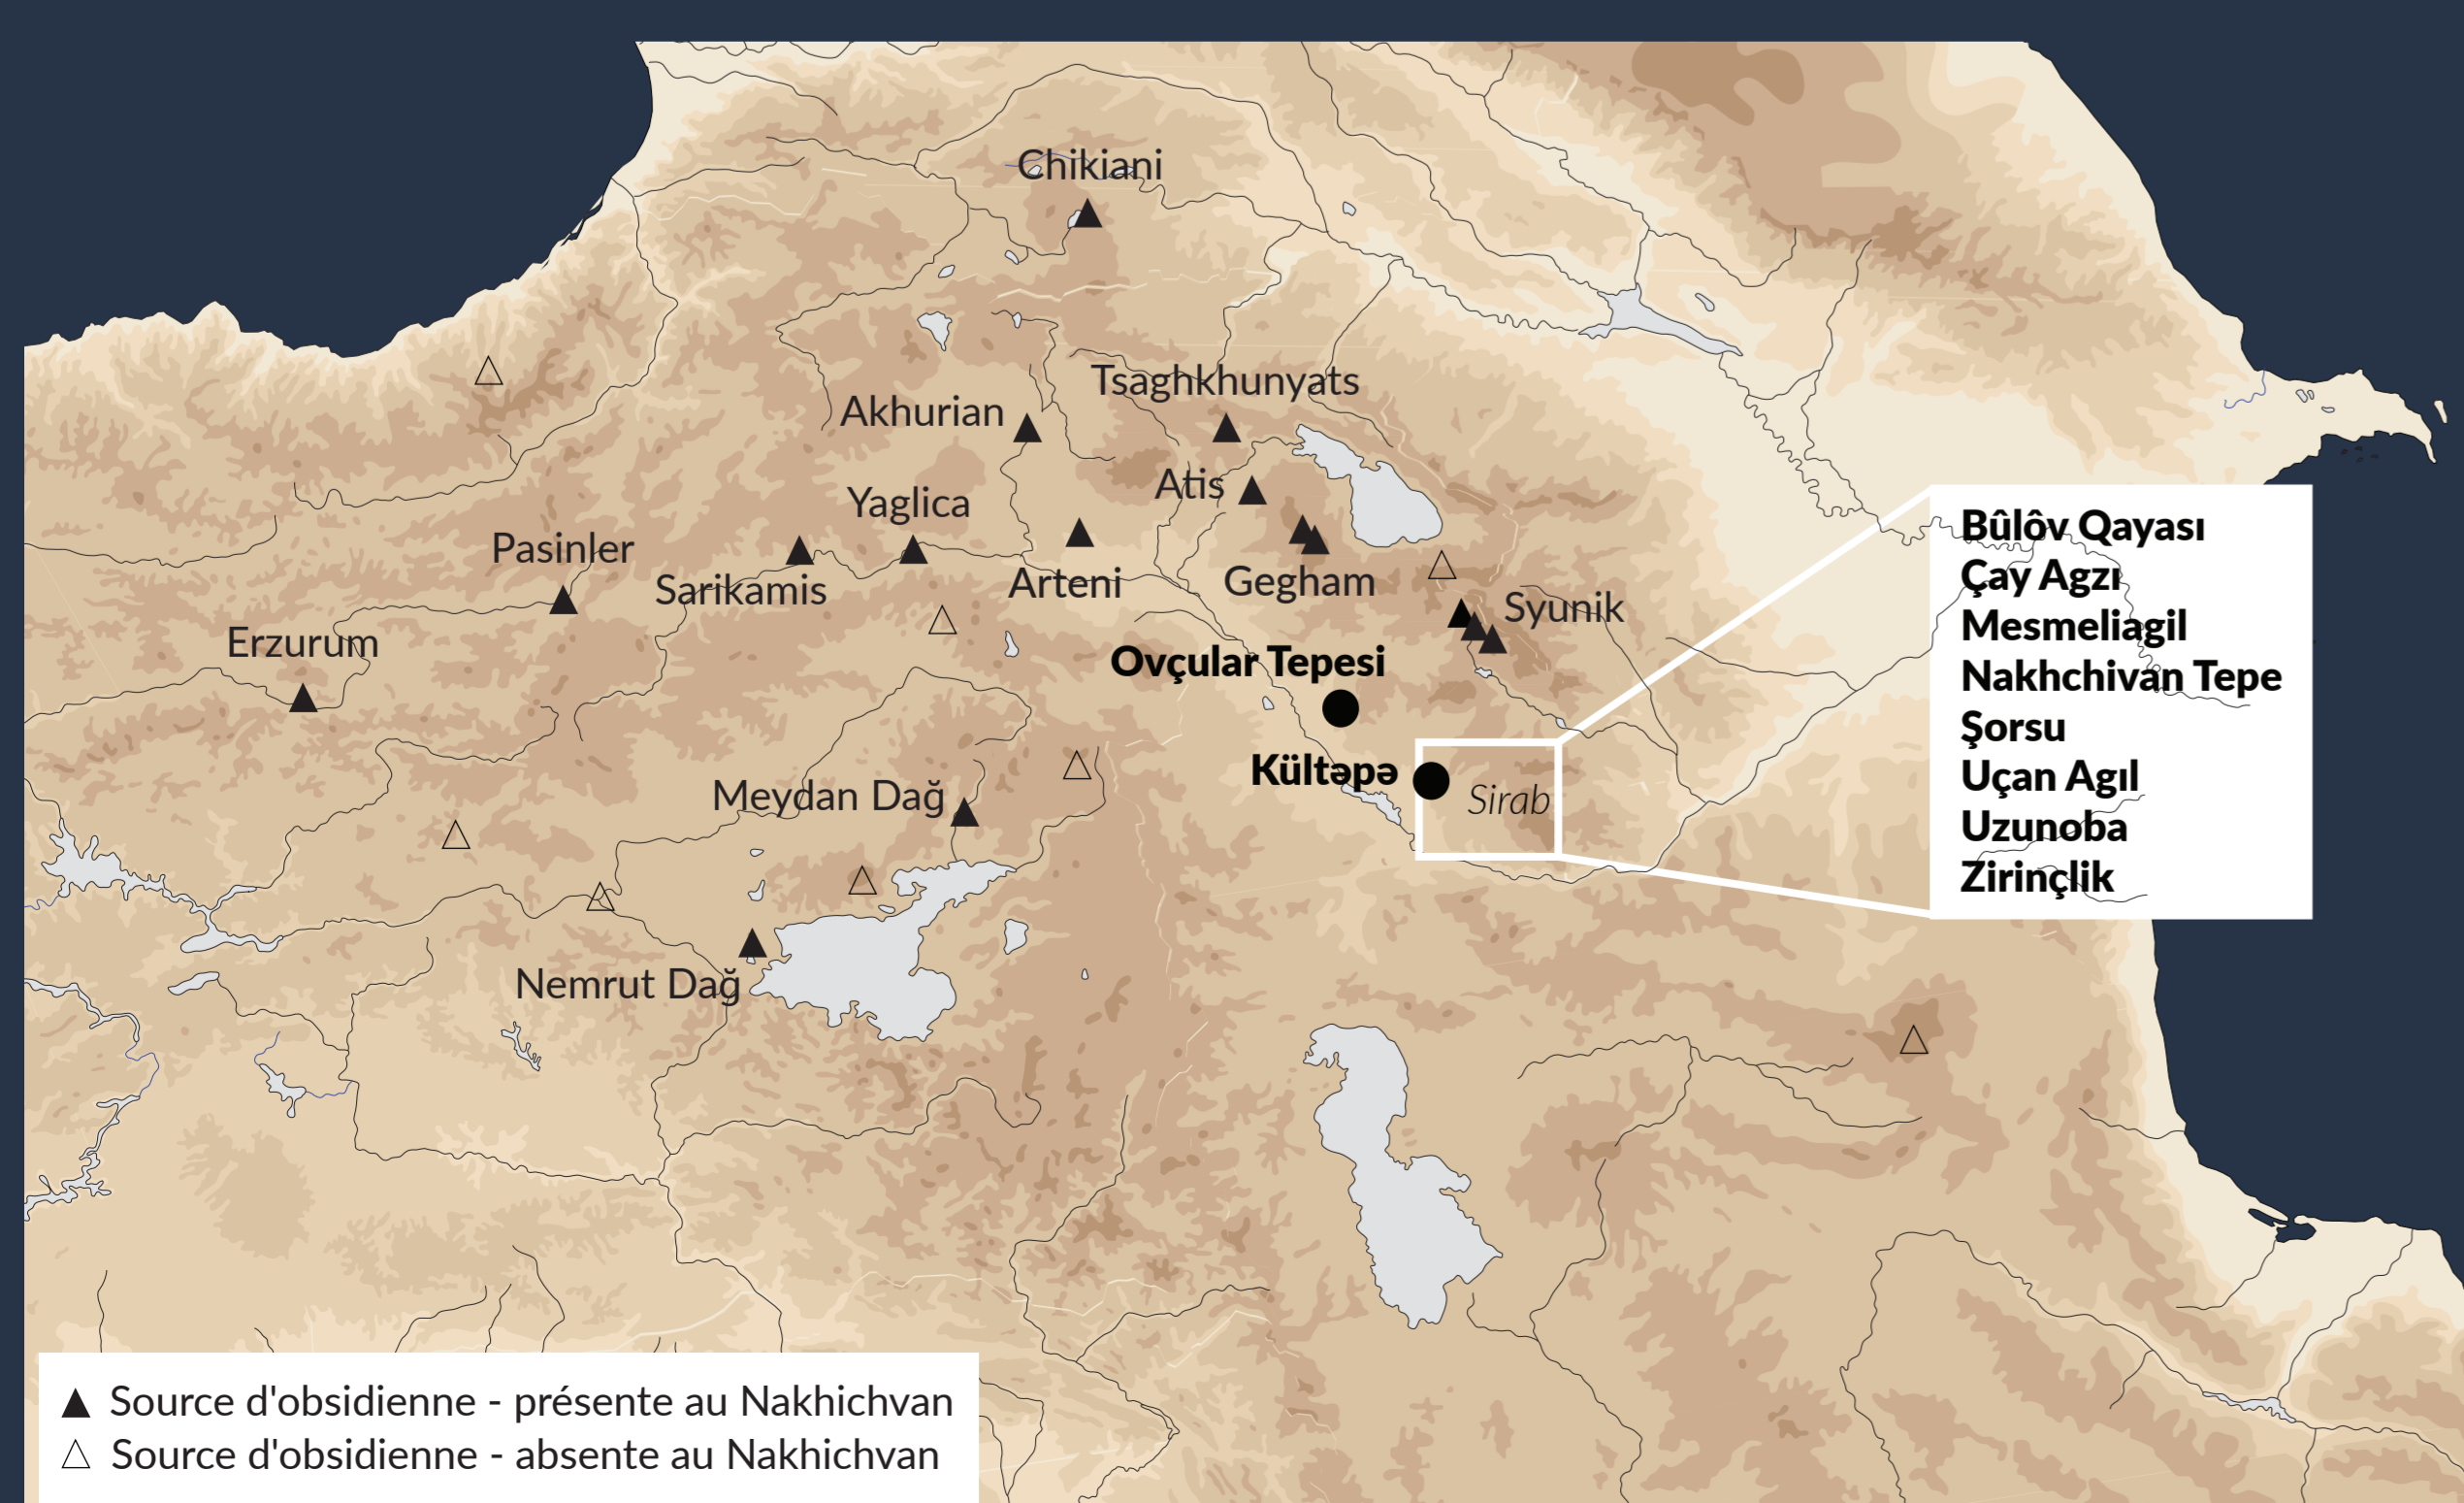 Chikiani
Tsaghkhunyats
Akhurian
Atis
Yaglica
Pasinler
Sarikamis
Arteni
Gegham
Syunik
Erzurum
Ovçular Tepesi
Kültəpə
Sirab
Meydan Dağ
Nemrut Dağ
Bûlôv Qayası
Çay Agzı
Mesmeliagil
Nakhchivan Tepe
Şorsu
Uçan Agıl
Uzunoba
Zirinçlik
Source d'obsidienne - présente au Nakhichvan
Source d'obsidienne - absente au Nakhichvan